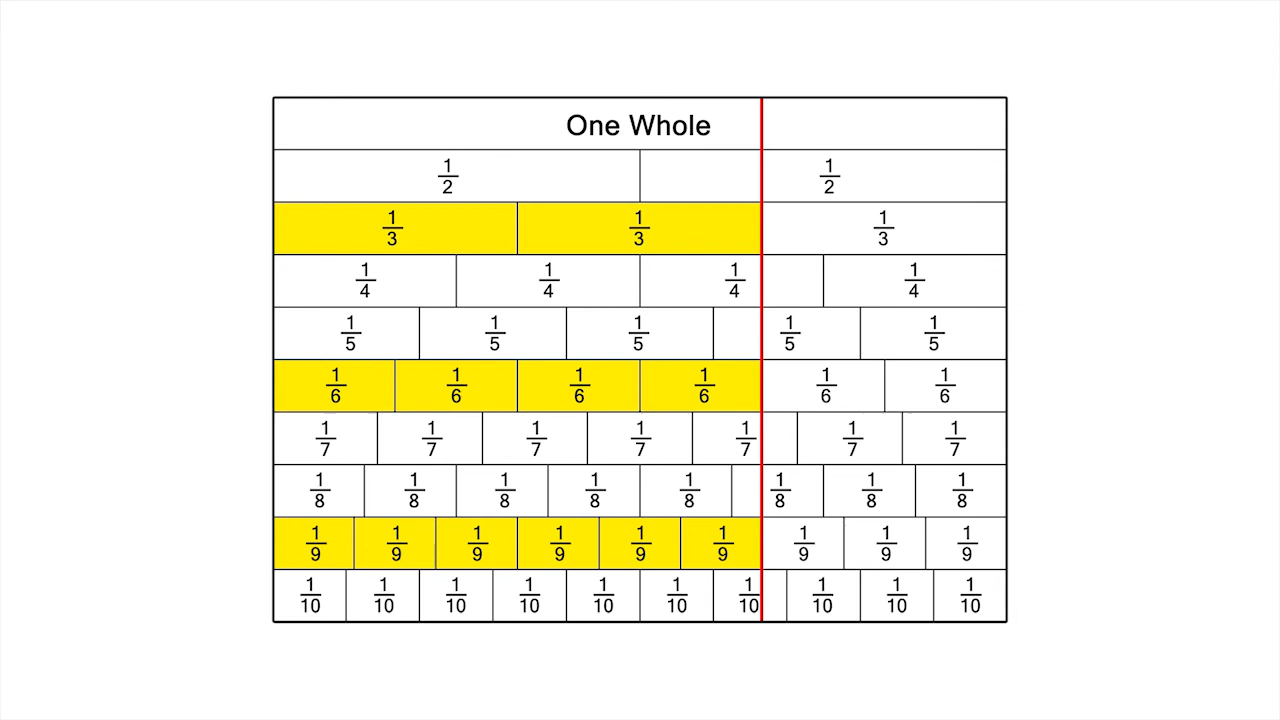 One Whole
1/2 1/2
1/3 1/3 1/3
1/4 1/4 1/4 1/4
1/5 1/5 1/5 1/5 1/5
1/6 1/6 1/6 1/6 1/6 1/6
1/7 1/7 1/7 1/7 1/7 1/7 1/7
1/8 1/8 1/8 1/8 1/8 1/8 1/8 1/8
1/9 1/9 1/9 1/9 1/9 1/9 1/9 1/9 1/9
1/10 1/10 1/10 1/10 1/10 1/10 1/10 1/10 1/10 1/10